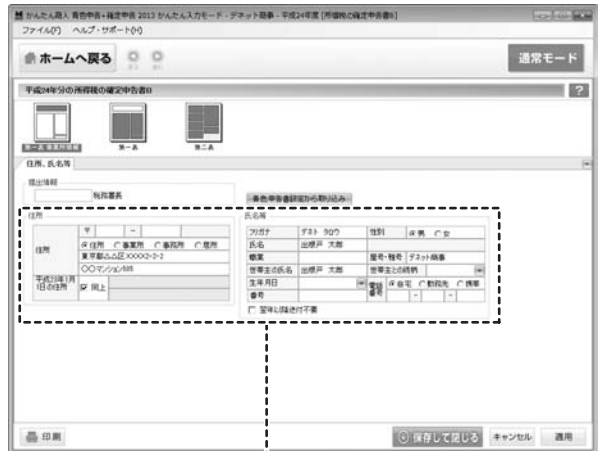 かんたん商人 青色申告+確定申告 2013 かんたん入力モード - デネット商事 - 平成24年度 [所得税の確定申告書B]
ファイル(F) ヘルプ・サポート(H)
ホームへ戻る 通常モード
平成24年分の所得税の確定申告書B ?
第一表 事業所情報 第一表 第二表
住所、氏名等
提出情報
税務署長 青色申告書設定から取り込み
住所 氏名等
〒 - フリガナ デネト タロウ 性別 男 女
住所 住所 事業所 事務所 居所 氏名 出根戸 太郎
東京都△△区XXXX2-2-2 職業 屋号・雅号 デネット商事
〇〇マンション505 世帯主の氏名 出根戸 太郎 世帯主との続柄
平成25年1月1日の住所 同上 生年月日 電話番号 自宅 勤務先 携帯
番号 - -
翌年以降送付不要
印刷 保存して閉じる キャンセル 適用